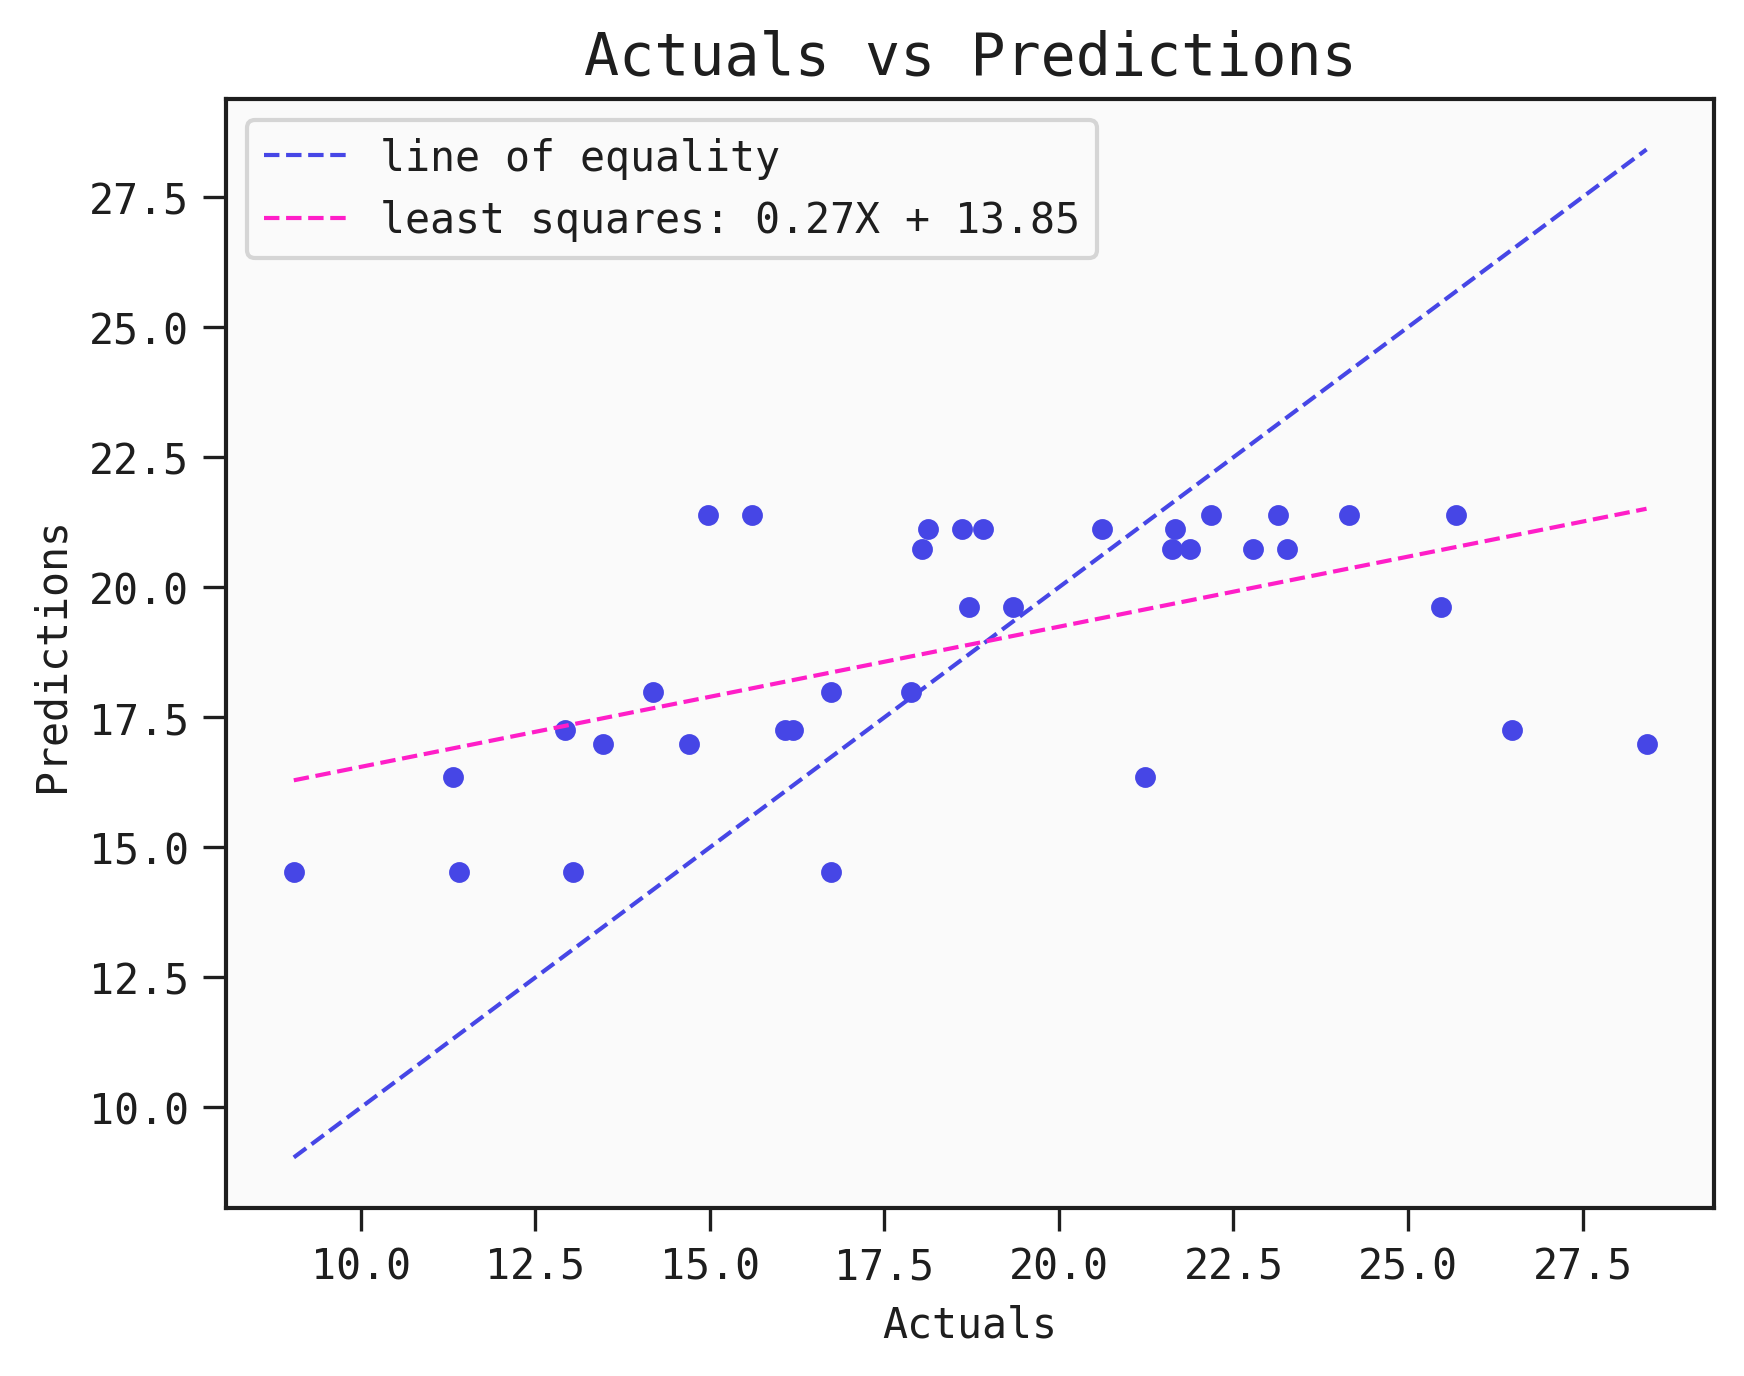 Actuals vs Predictions
line of equality
least squares: 0.27X + 13.85
27.5
25.0
22.5
20.0
17.5
15.0
12.5
10.0
Predictions
10.0 12.5 15.0 17.5 20.0 22.5 25.0 27.5
Actuals